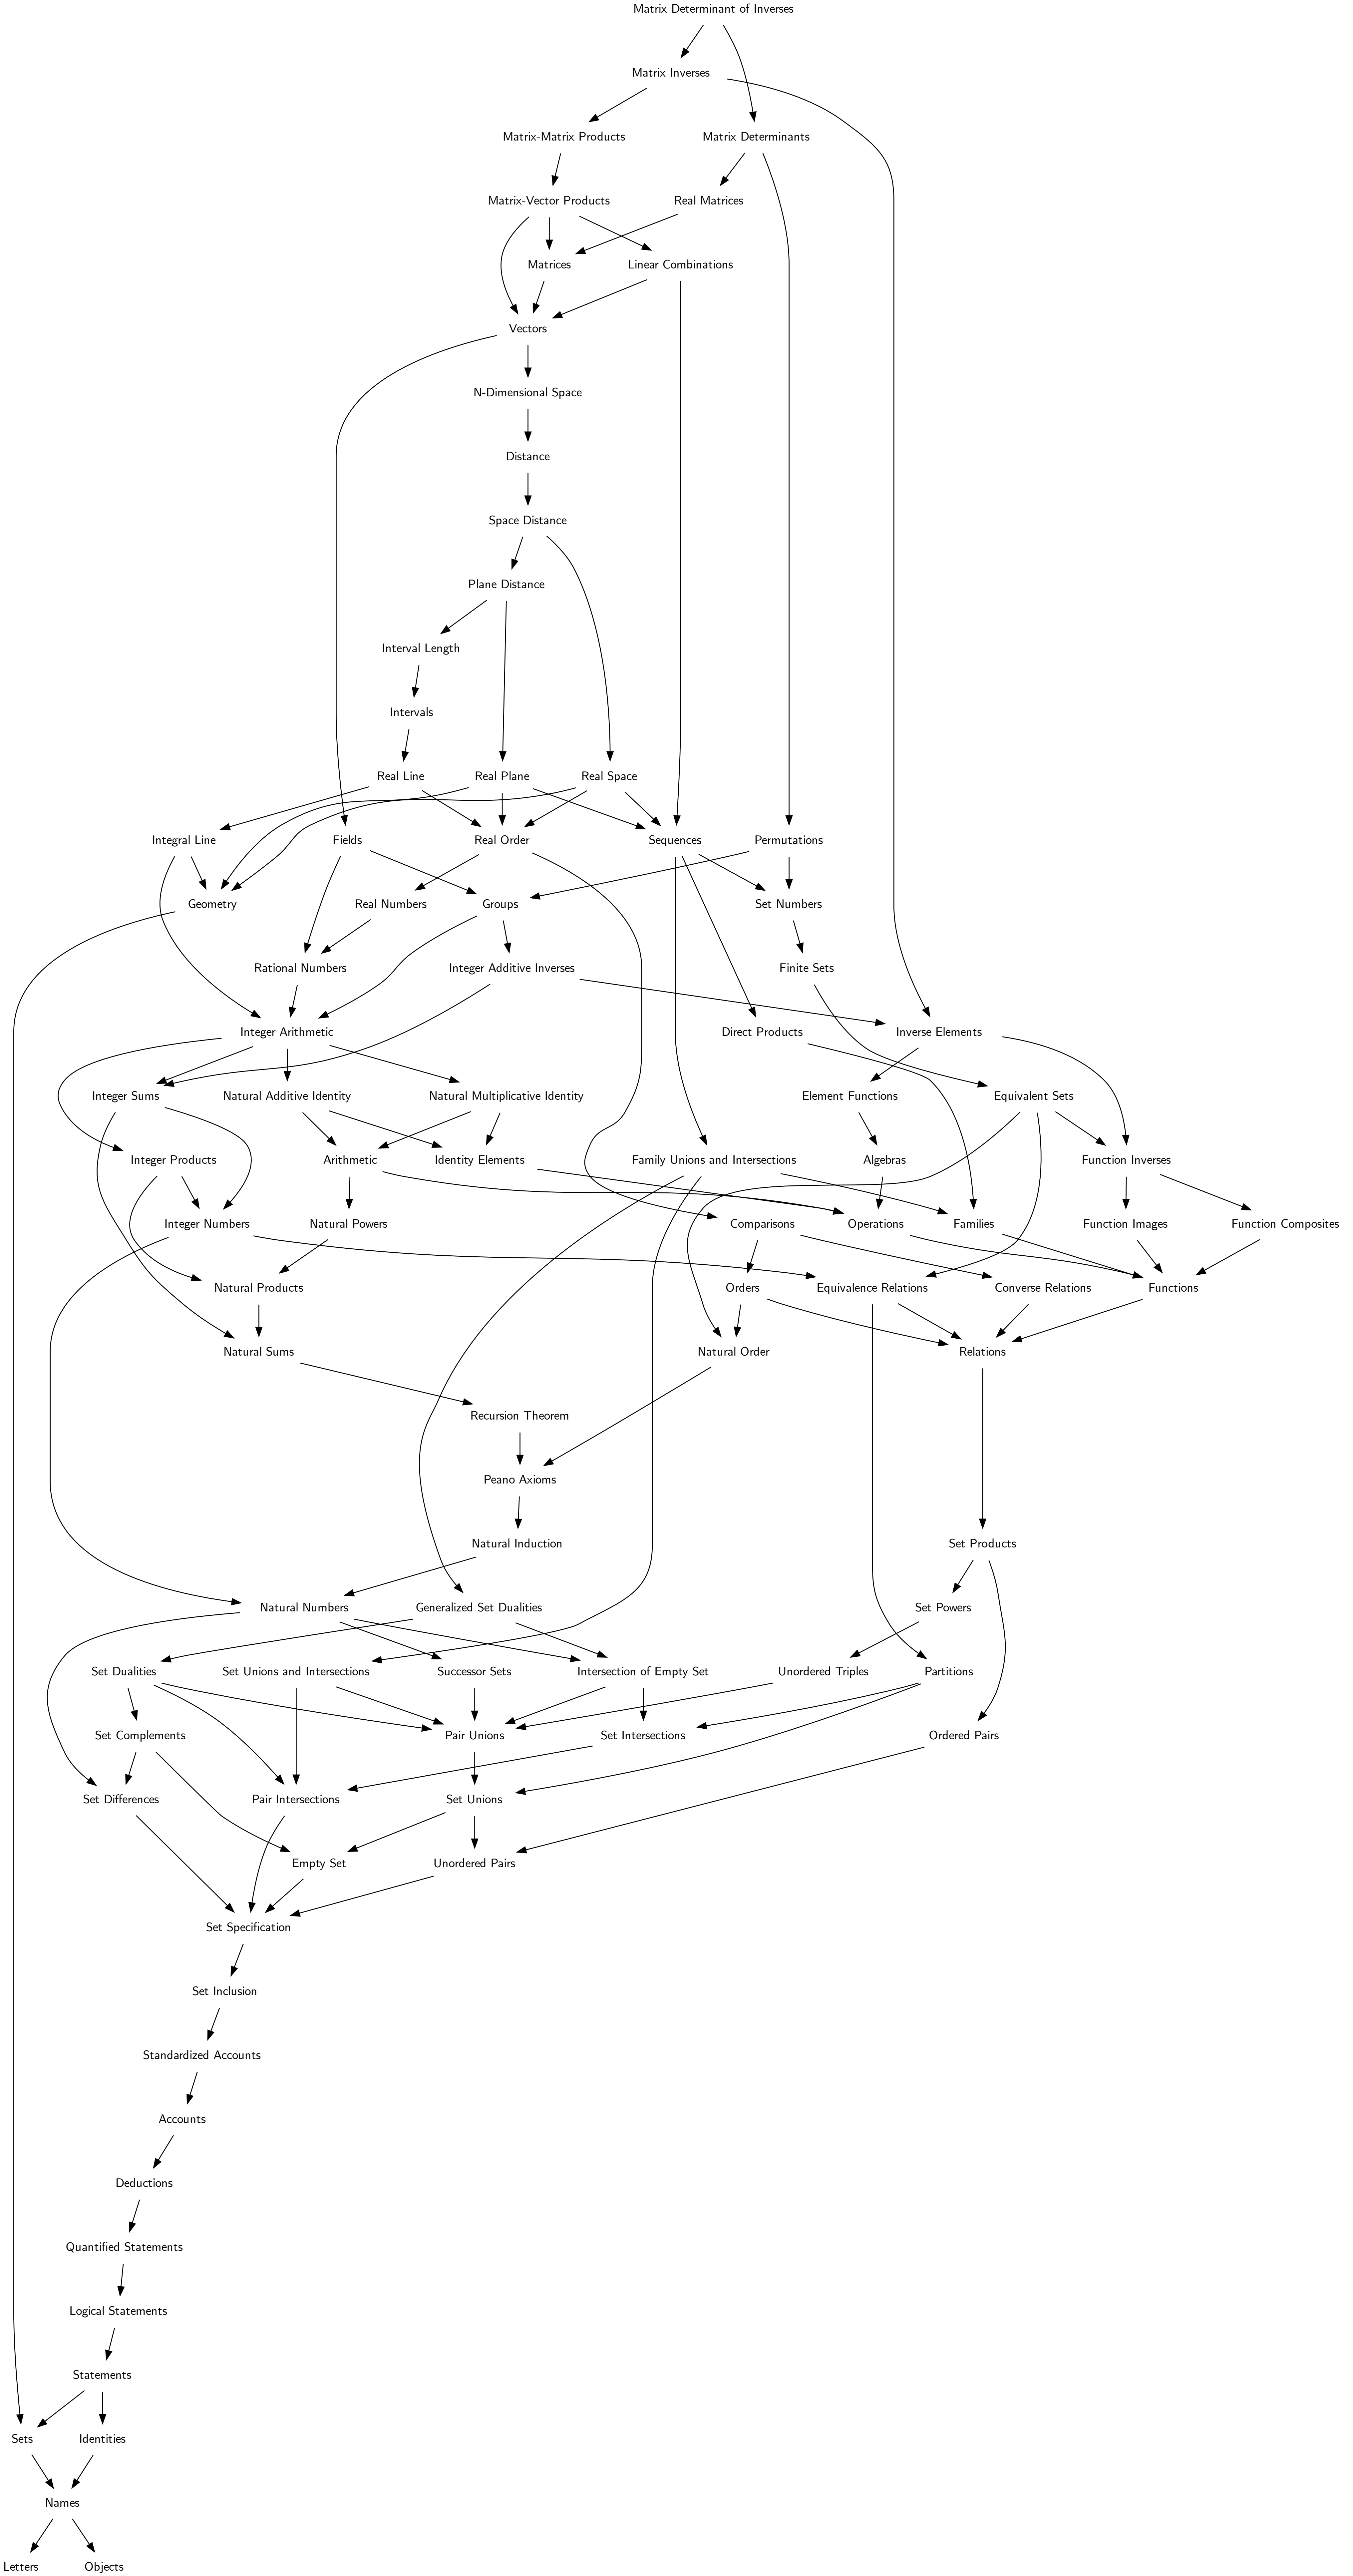 Matrix Determinant of Inverses
Matrix Inverses
Matrix-Matrix Products
Matrix Determinants
Matrix-Vector Products
Real Matrices
Matrices
Linear Combinations
Vectors
N-Dimensional Space
Distance
Space Distance
Plane Distance
Interval Length
Intervals
Real Line
Real Plane
Real Space
Integral Line
Fields
Real Order
Sequences
Permutations
Geometry
Real Numbers
Groups
Set Numbers
Rational Numbers
Integer Additive Inverses
Finite Sets
Integer Arithmetic
Direct Products
Inverse Elements
Integer Sums
Natural Additive Identity
Natural Multiplicative Identity
Element Functions
Equivalent Sets
Integer Products
Arithmetic
Identity Elements
Family Unions and Intersections
Algebras
Function Inverses
Integer Numbers
Natural Powers
Comparisons
Operations
Families
Function Images
Function Composites
Natural Products
Orders
Equivalence Relations
Converse Relations
Functions
Natural Sums
Natural Order
Relations
Recursion Theorem
Peano Axioms
Natural Induction
Set Products
Natural Numbers
Generalized Set Dualities
Set Powers
Set Dualities
Set Unions and Intersections
Successor Sets
Intersection of Empty Set
Unordered Triples
Partitions
Set Complements
Pair Unions
Set Intersections
Ordered Pairs
Set Differences
Pair Intersections
Set Unions
Empty Set
Unordered Pairs
Set Specification
Set Inclusion
Standardized Accounts
Accounts
Deductions
Quantified Statements
Logical Statements
Statements
Sets
Identities
Names
Letters
Objects